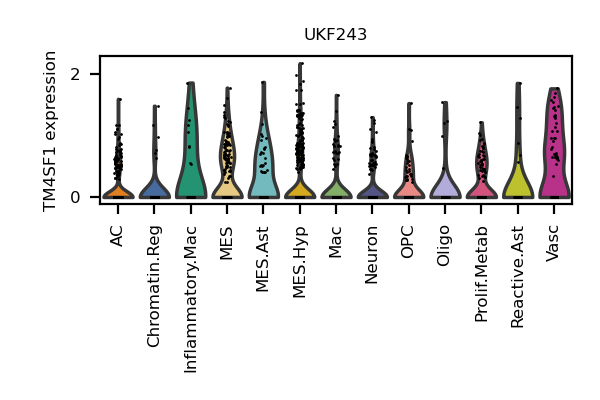 UKF243
TM4SF1 expression
2
0
AC
Chromatin.Reg
Inflammatory.Mac
MES
MES.Ast
MES.Hyp
Mac
Neuron
OPC
Oligo
Prolif.Metab
Reactive.Ast
Vasc